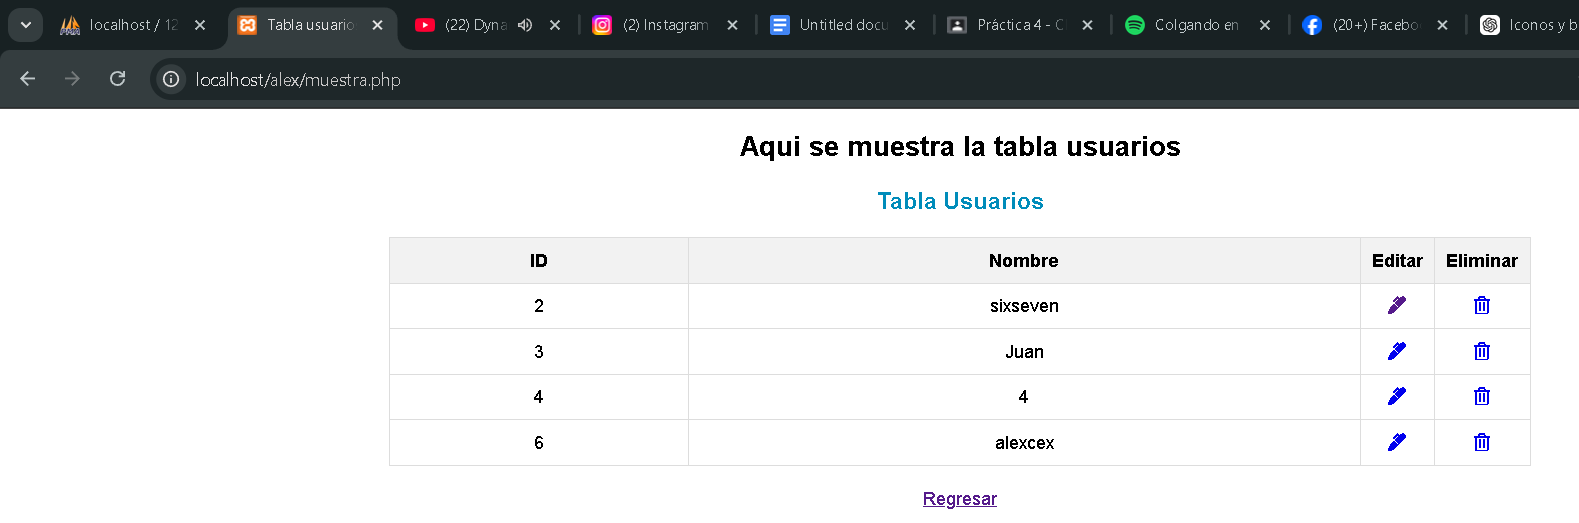 localhost / 12
Tabla usuario
(22) Dyna
(2) Instagram
Untitled docu
Práctica 4 - C
Colgando en
(20+) Facebo
Iconos y b
localhost/alex/muestra.php
Aqui se muestra la tabla usuarios
Tabla Usuarios
ID Nombre Editar Eliminar
2 sixseven
3 Juan
4 4
6 alexcex
Regresar